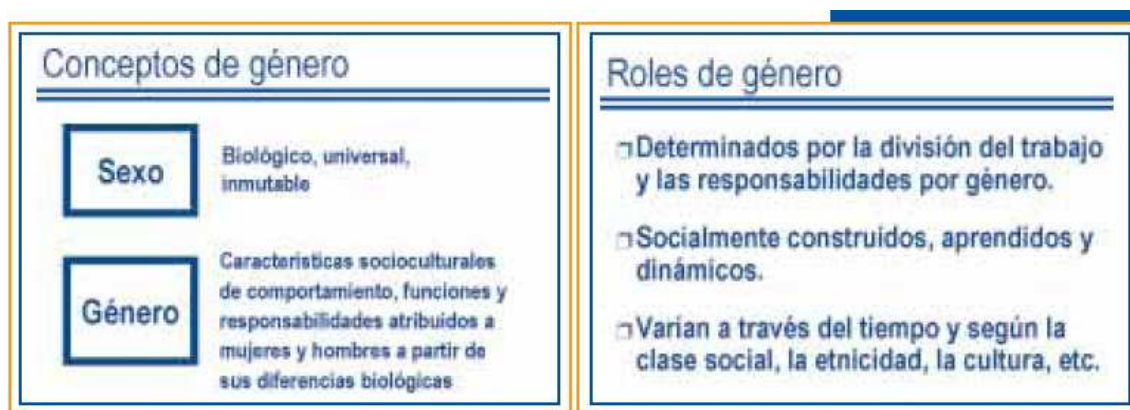 Conceptos de género
Sexo
Biológico, universal,
inmutable
Género
Características socioculturales
de comportamiento, funciones y
responsabilidades atribuidos a
mujeres y hombres a partir de
sus diferencias biológicas
Roles de género
Determinados por la división del trabajo
y las responsabilidades por género.
Socialmente construidos, aprendidos y
dinámicos.
Varían a través del tiempo y según la
clase social, la etnicidad, la cultura, etc.